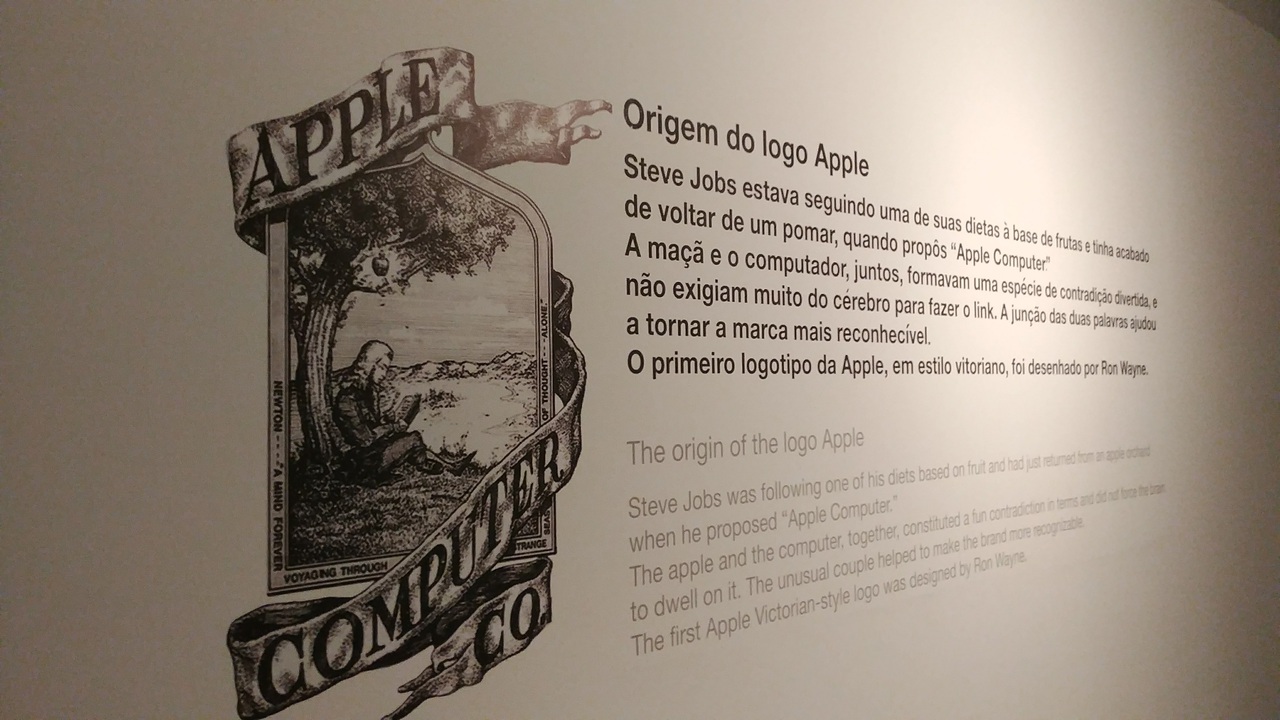 APPLE
COMPUTER
CO.
NEWTON - - - "A MIND FOREVER
VOYAGING THROUGH
STRANGE
SEAS
OF THOUGHT - - - ALONE."
Origem do logo Apple
Steve Jobs estava seguindo uma de suas dietas à base de frutas e tinha acabado
de voltar de um pomar, quando propôs “Apple Computer.”
A maçã e o computador, juntos, formavam uma espécie de contradição divertida, e
não exigiam muito do cérebro para fazer o link. A junção das duas palavras ajudou
a tornar a marca mais reconhecível.
O primeiro logotipo da Apple, em estilo vitoriano, foi desenhado por Ron Wayne.
The origin of the logo Apple
Steve Jobs was following one of his diets based on fruit and had just returned from an apple orchard
when he proposed “Apple Computer.”
The apple and the computer, together, constituted a fun contradiction in terms and did not force the brain
to dwell on it. The unusual couple helped to make the brand more recognizable.
The first Apple Victorian-style logo was designed by Ron Wayne.